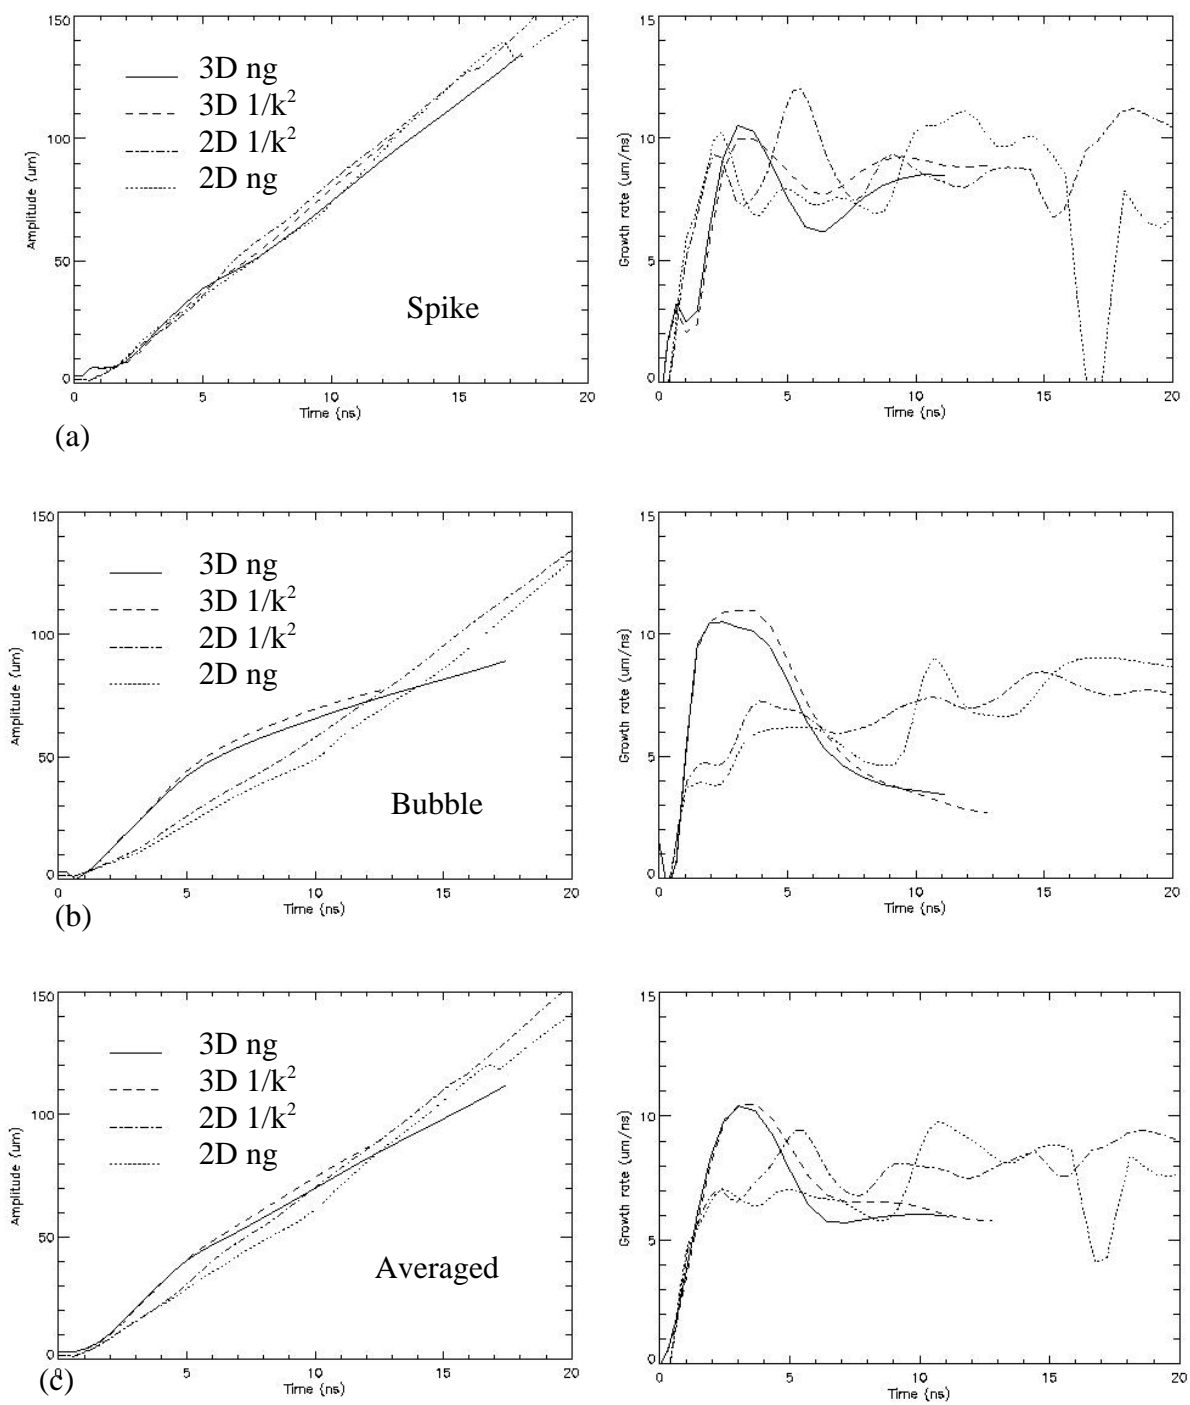 150
100
50
0
Amplitude (um)
3D ng
3D 1/k²
2D 1/k²
2D ng
Spike
0 5 10 15 20
Time (ns)
(a)
15
10
5
0
Growth rate (um/ns)
0 5 10 15 20
Time (ns)
150
100
50
0
Amplitude (um)
3D ng
3D 1/k²
2D 1/k²
2D ng
Bubble
0 5 10 15 20
Time (ns)
(b)
15
10
5
0
Growth rate (um/ns)
0 5 10 15 20
Time (ns)
150
100
50
0
Amplitude (um)
3D ng
3D 1/k²
2D 1/k²
2D ng
Averaged
0 5 10 15 20
Time (ns)
(c)
15
10
5
0
Growth rate (um/ns)
0 5 10 15 20
Time (ns)